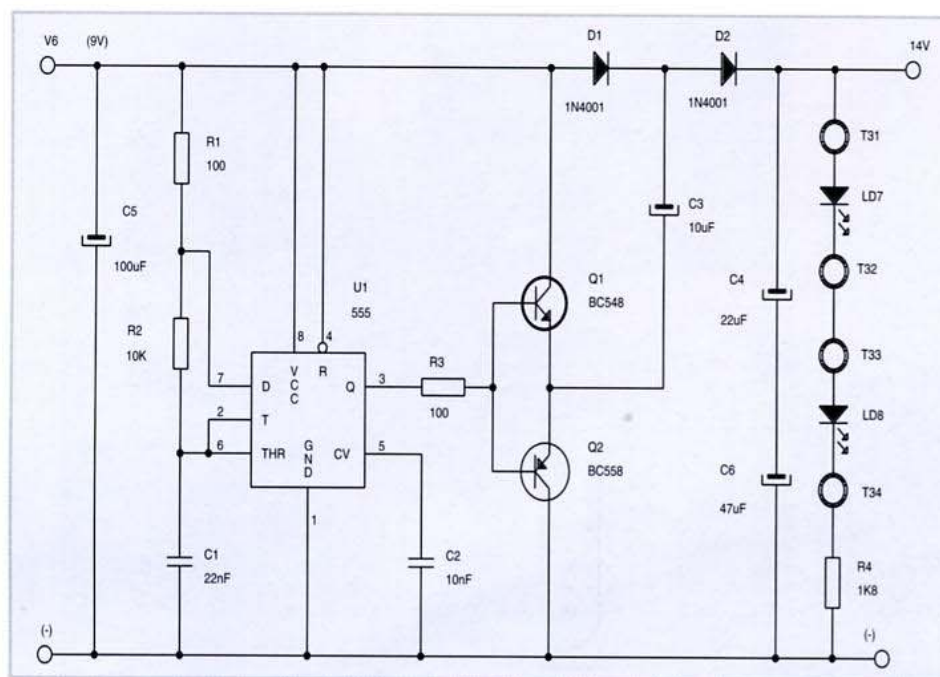 V6 (9V)
D1
D2
14V
1N4001
1N4001
R1
100
T31
C5
100uF
LD7
C3
10uF
U1
555
Q1
BC548
T32
C4
22uF
R2
10K
8
4
V
CC
R
R3
100
T33
7
D
Q
3
2
T
LD8
6
THR
G
ND
CV
5
Q2
BC558
C6
47uF
T34
1
C1
22nF
C2
10nF
R4
1K8
(-)
(-)